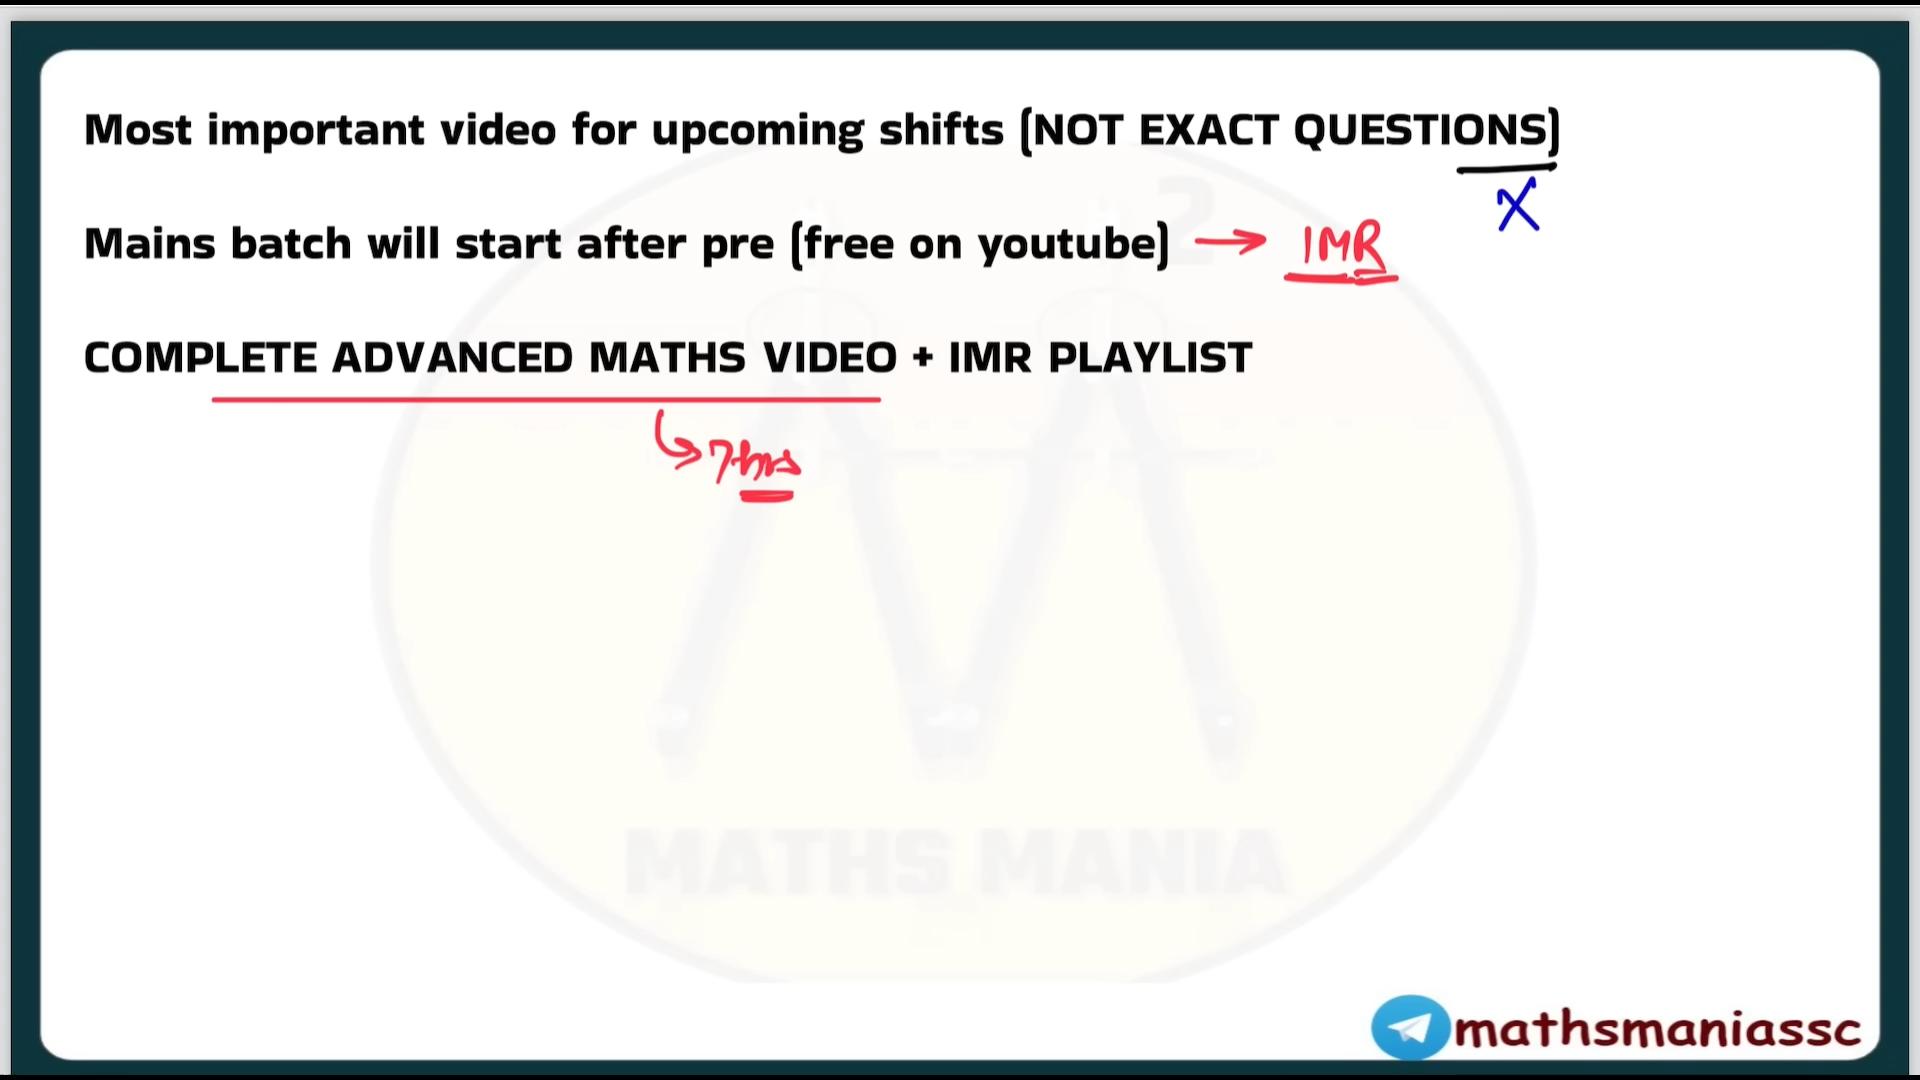 Most important video for upcoming shifts (NOT EXACT QUESTIONS)
X
Mains batch will start after pre (free on youtube) → IMR
COMPLETE ADVANCED MATHS VIDEO + IMR PLAYLIST
7hrs
2
MATHS MANIA
mathsmaniassc